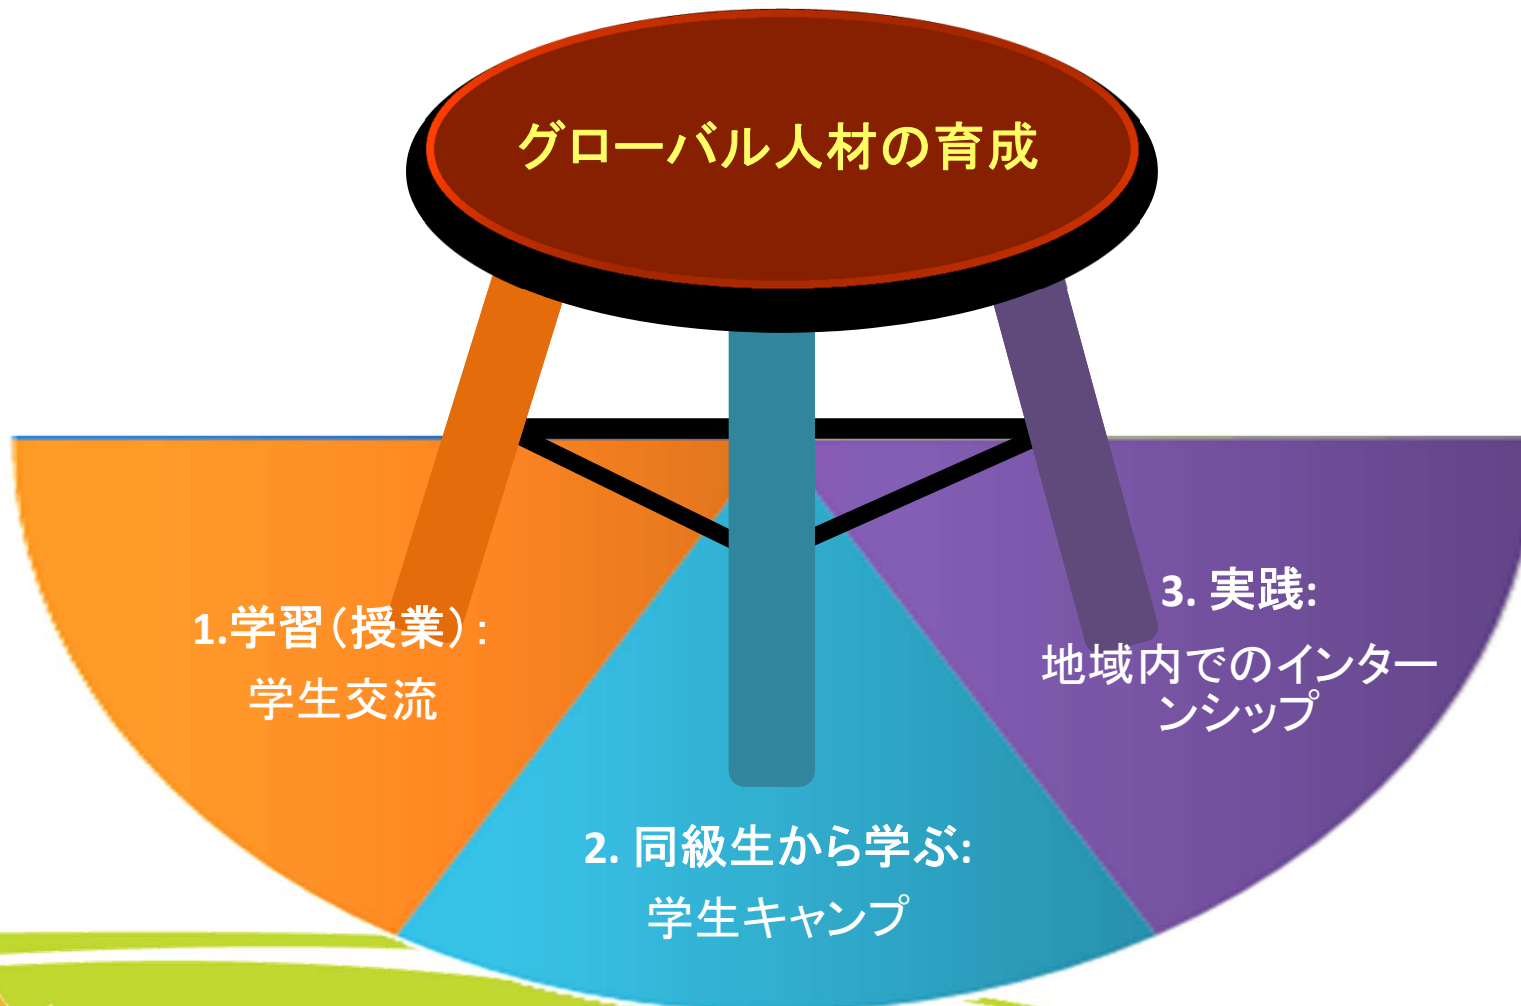 グローバル人材の育成
1.学習（授業）:
学生交流
2. 同級生から学ぶ:
学生キャンプ
3. 実践:
地域内でのインター
ンシップ